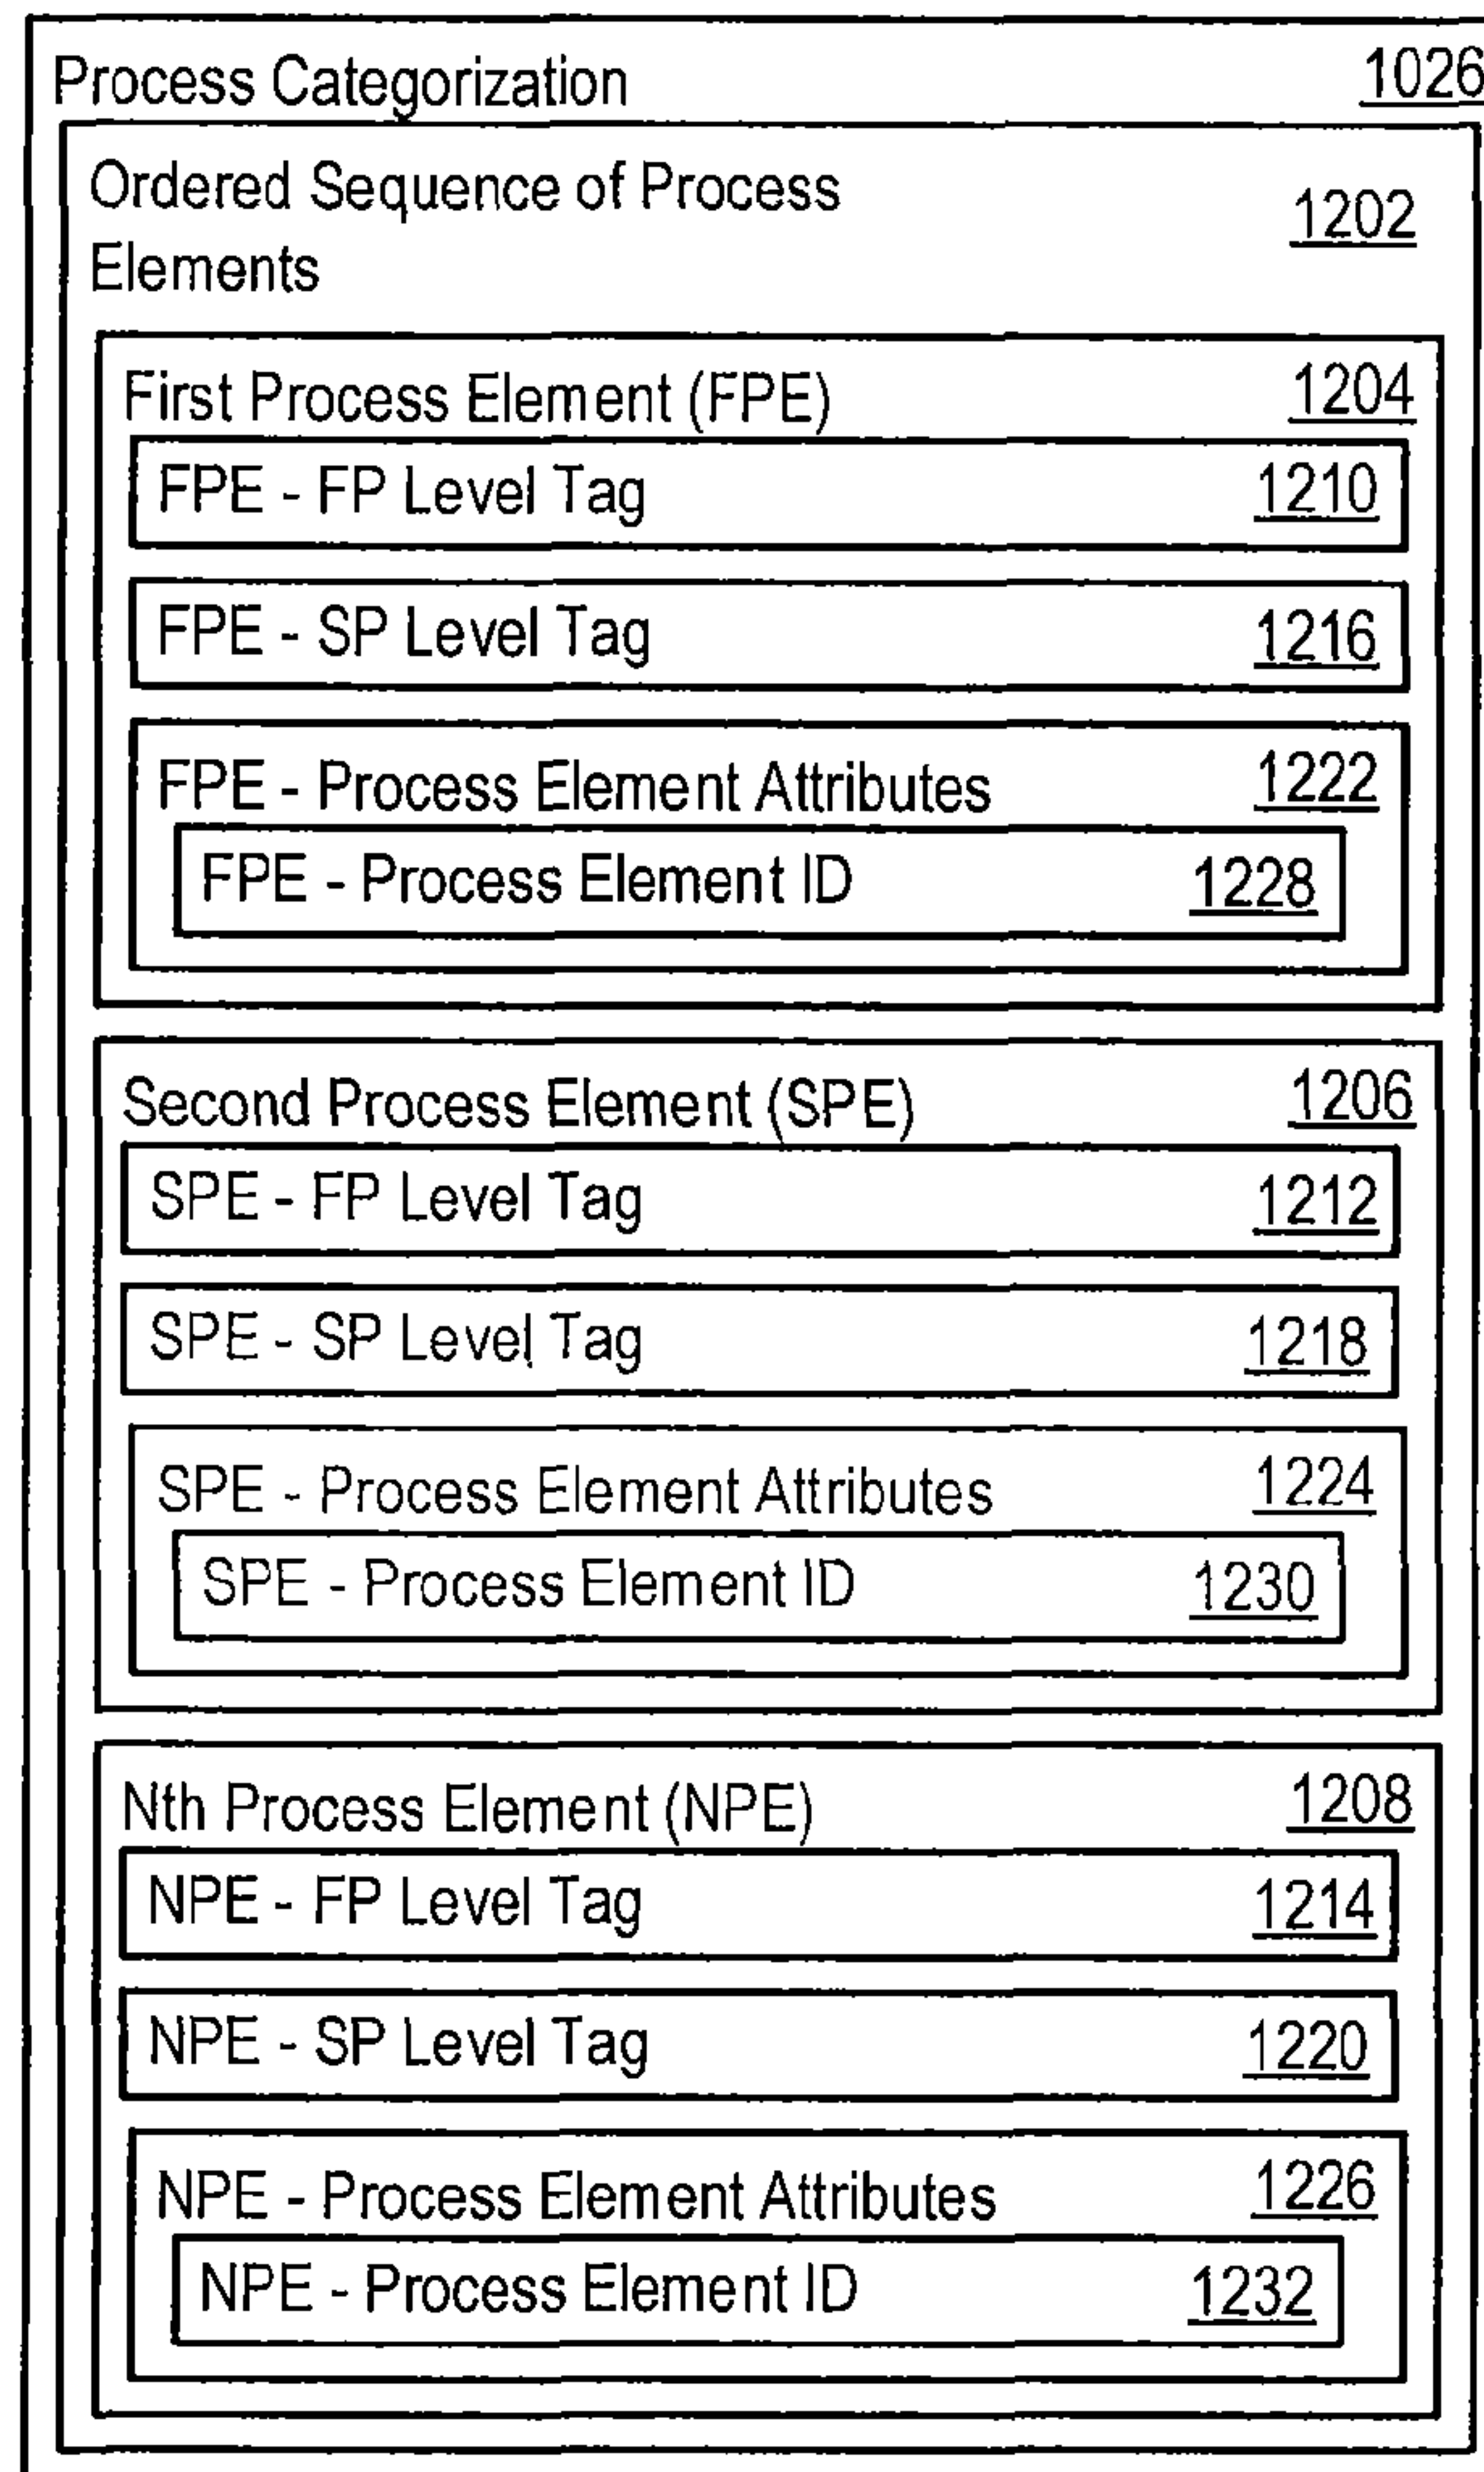 Process Categorization 1026
Ordered Sequence of Process 1202
Elements
First Process Element (FPE) 1204
FPE - FP Level Tag 1210
FPE - SP Level Tag 1216
FPE - Process Element Attributes 1222
FPE - Process Element ID 1228
Second Process Element (SPE) 1206
SPE - FP Level Tag 1212
SPE - SP Level Tag 1218
SPE - Process Element Attributes 1224
SPE - Process Element ID 1230
Nth Process Element (NPE) 1208
NPE - FP Level Tag 1214
NPE - SP Level Tag 1220
NPE - Process Element Attributes 1226
NPE - Process Element ID 1232